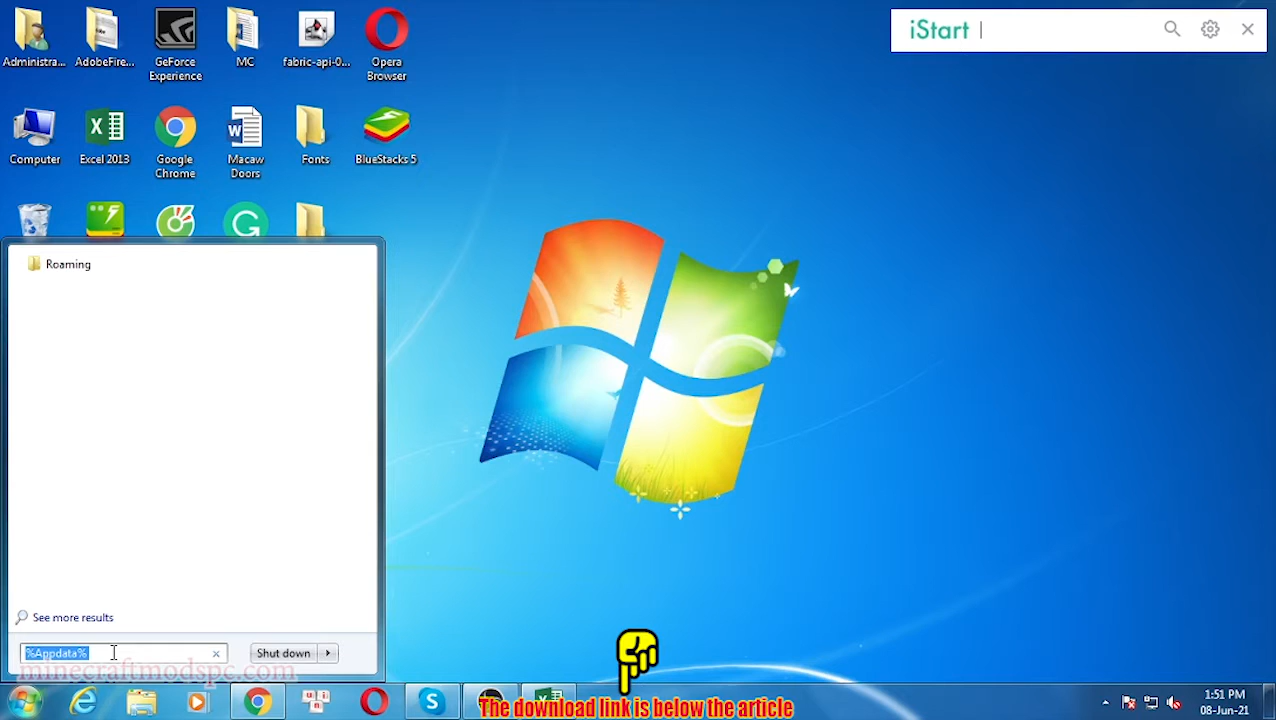 Administra...
AdobeFire...
GeForce
Experience
MC
fabric-api-0...
Opera
Browser
iStart
Computer
Excel 2013
Google
Chrome
Macaw
Doors
Fonts
BlueStacks 5
Roaming
See more results
%Appdata%
Shut down
minecraftmodspc.com
The download link is below the article
1:51 PM
08-Jun-21